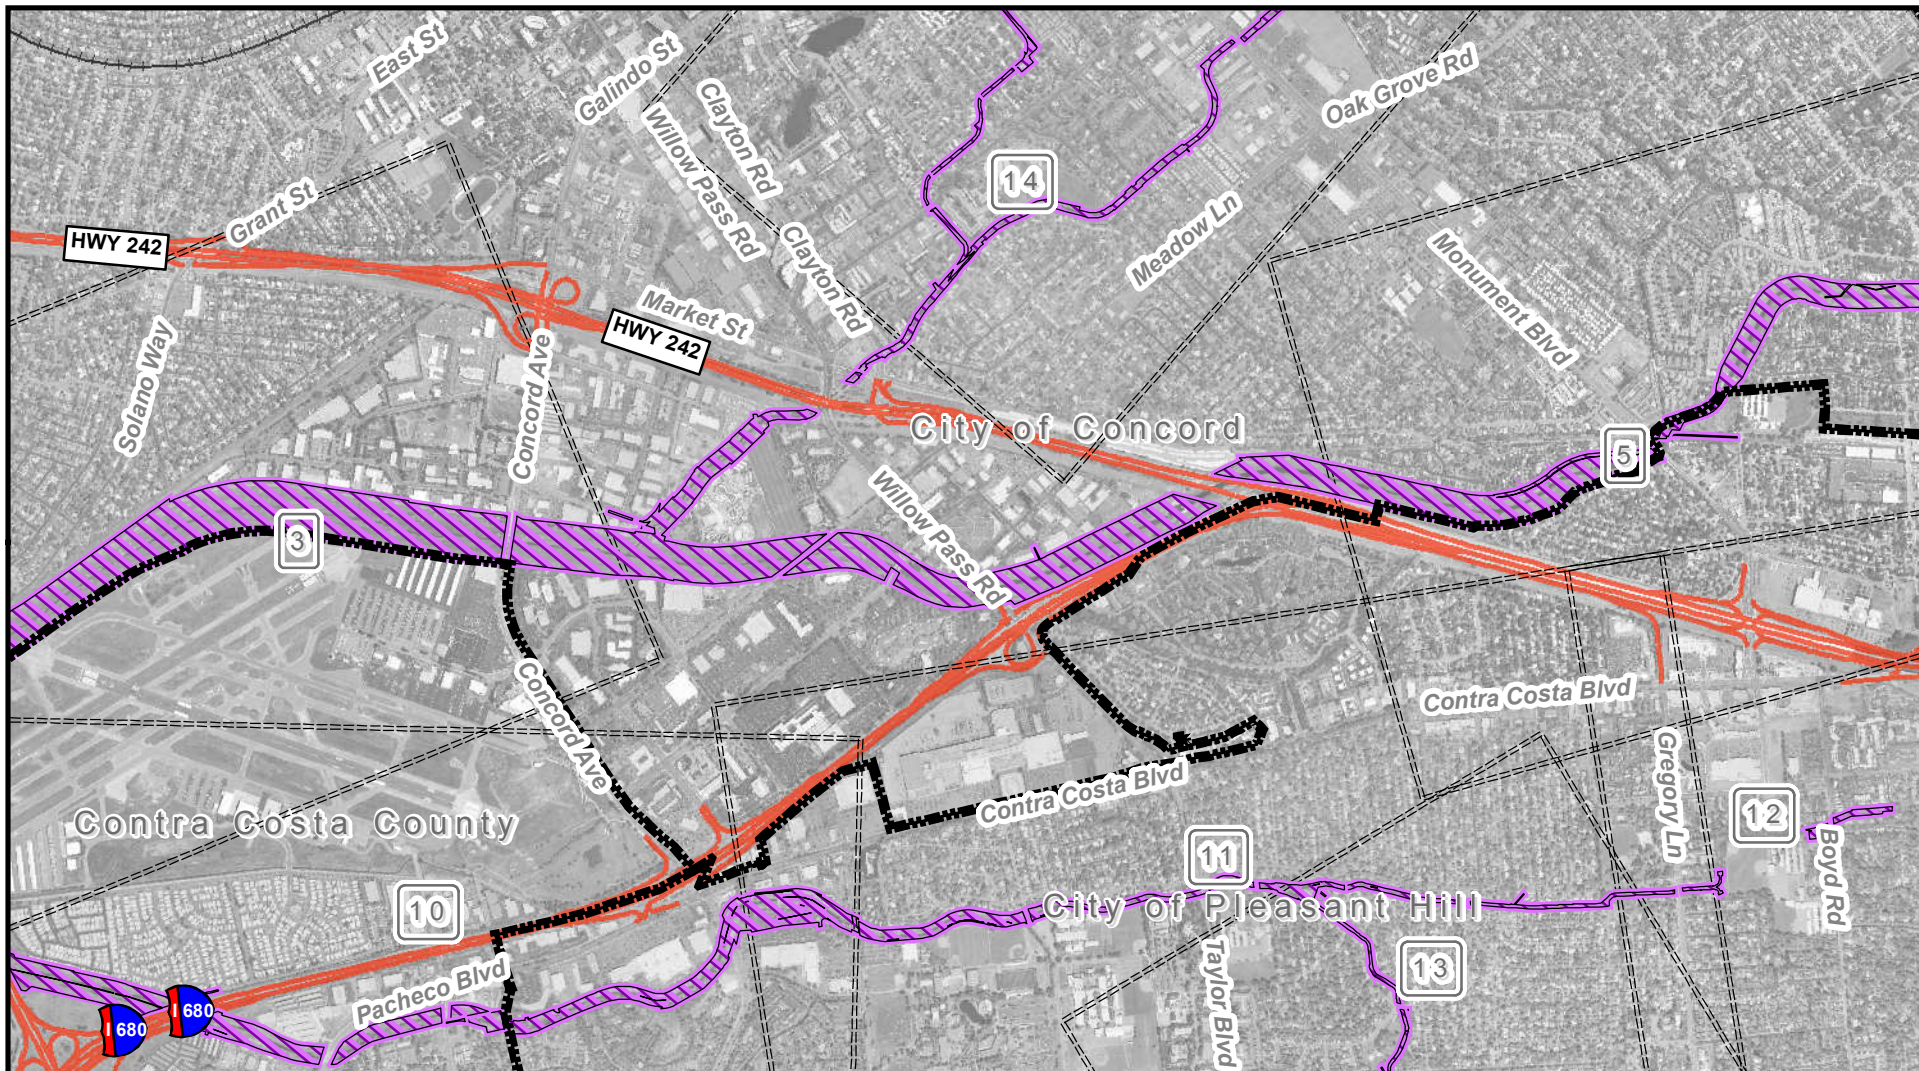 East St
Galindo St
Clayton Rd
Willow Pass Rd
Oak Grove Rd
14
Grant St
HWY 242
Meadow Ln
Clayton Rd
Monument Blvd
Market St
HWY 242
Solano Way
Concord Ave
City of Concord
5
3
Willow Pass Rd
Concord Ave
Contra Costa Blvd
Gregory Ln
Contra Costa Blvd
Contra Costa County
12
Boyd Rd
11
10
City of Pleasant Hill
13
Taylor Blvd
Pacheco Blvd
I 680
I 680